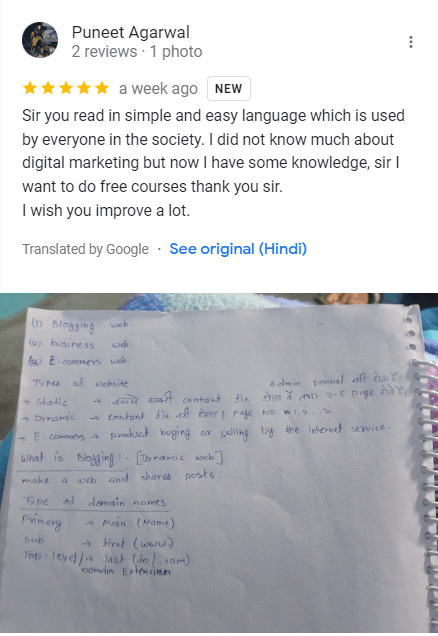 Puneet Agarwal
2 reviews · 1 photo
a week ago NEW
Sir you read in simple and easy language which is used
by everyone in the society. I did not know much about
digital marketing but now I have some knowledge, sir I
want to do free courses thank you sir.
I wish you improve a lot.
Translated by Google · See original (Hindi)
(1) Blogging web.
(2) business web.
(3) E-commers web.
Types of website
Admin pannel नहीं होता है।
→ Static → इसमें contant fix होता है 3-5 page होते है।
→ Dynamic → Contant fix नहीं होता। Page No
→ E-commers → product buying or selling by the internet service.
What is Blogging :- [Dynamic web]
make a web and shares posts.
Type of domain names
Primary → Main (Name)
Sub → first (www)
Top-level → last (.in/.com)
Domain Extension